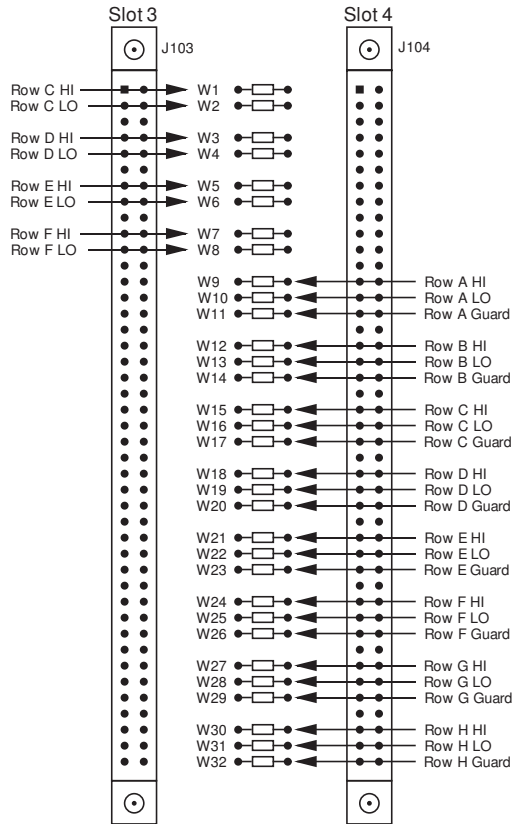 Slot 3 Slot 4
J103 J104
Row C HI W1
Row C LO W2
Row D HI W3
Row D LO W4
Row E HI W5
Row E LO W6
Row F HI W7
Row F LO W8
W9 Row A HI
W10 Row A LO
W11 Row A Guard
W12 Row B HI
W13 Row B LO
W14 Row B Guard
W15 Row C HI
W16 Row C LO
W17 Row C Guard
W18 Row D HI
W19 Row D LO
W20 Row D Guard
W21 Row E HI
W22 Row E LO
W23 Row E Guard
W24 Row F HI
W25 Row F LO
W26 Row F Guard
W27 Row G HI
W28 Row G LO
W29 Row G Guard
W30 Row H HI
W31 Row H LO
W32 Row H Guard